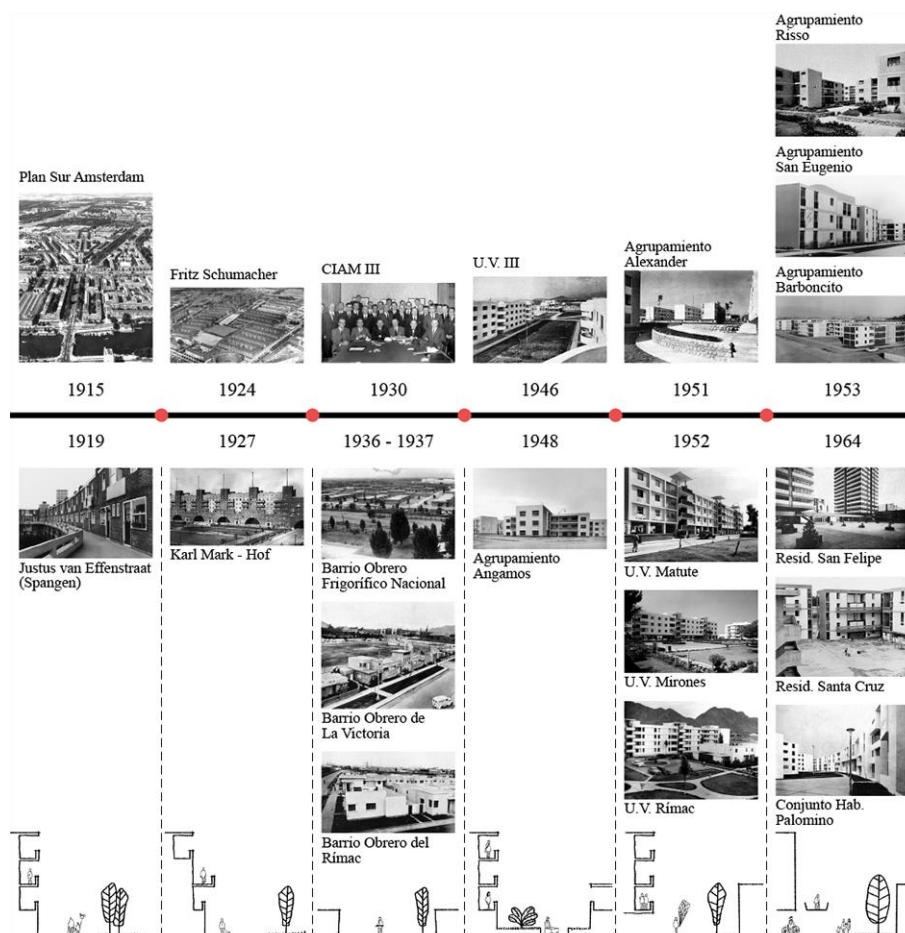 Agrupamiento
Risso
Agrupamiento
San Eugenio
Plan Sur Amsterdam
Fritz Schumacher
CIAM III
U.V. III
Agrupamiento
Alexander
Agrupamiento
Barboncito
1915
1924
1930
1946
1951
1953
1919
1927
1936 - 1937
1948
1952
1964
Justus van Effenstraat
(Spangen)
Karl Mark - Hof
Barrio Obrero
Frigorífico Nacional
Agrupamiento
Angamos
U.V. Matute
Resid. San Felipe
Barrio Obrero de
La Victoria
U.V. Mirones
Resid. Santa Cruz
Barrio Obrero del
Rímac
U.V. Rímac
Conjunto Hab.
Palomino